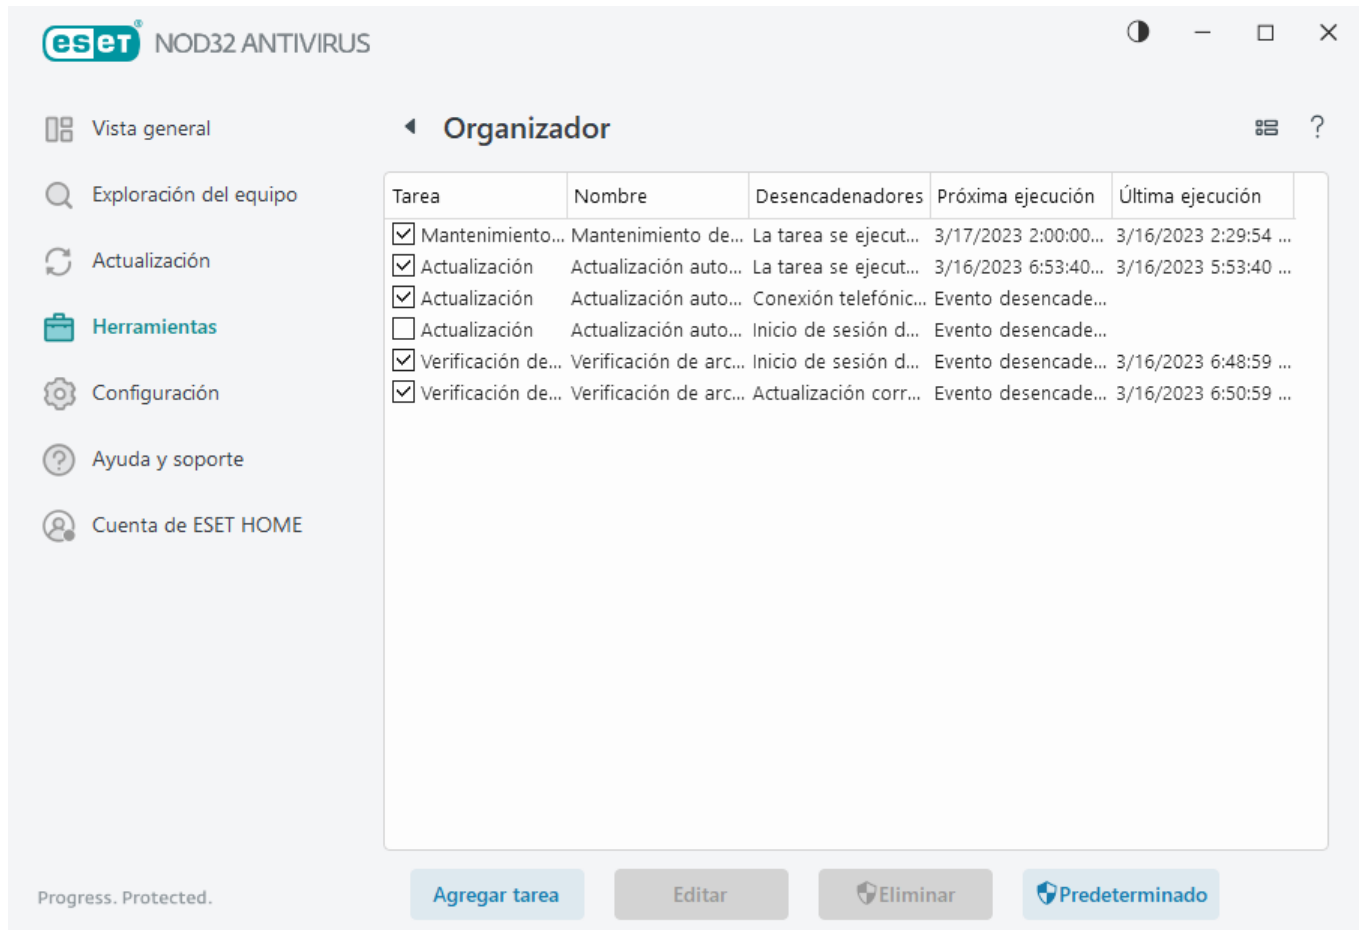 eset® NOD32 ANTIVIRUS
Vista general
Exploración del equipo
Actualización
Herramientas
Configuración
Ayuda y soporte
Cuenta de ESET HOME
Progress. Protected.
Organizador
?
Tarea Nombre Desencadenadores Próxima ejecución Última ejecución
Mantenimiento... Mantenimiento de... La tarea se ejecut... 3/17/2023 2:00:00... 3/16/2023 2:29:54 ...
Actualización Actualización auto... La tarea se ejecut... 3/16/2023 6:53:40... 3/16/2023 5:53:40 ...
Actualización Actualización auto... Conexión telefónic... Evento desencade...
Actualización Actualización auto... Inicio de sesión d... Evento desencade...
Verificación de... Verificación de arc... Inicio de sesión d... Evento desencade... 3/16/2023 6:48:59 ...
Verificación de... Verificación de arc... Actualización corr... Evento desencade... 3/16/2023 6:50:59 ...
Agregar tarea Editar Eliminar Predeterminado